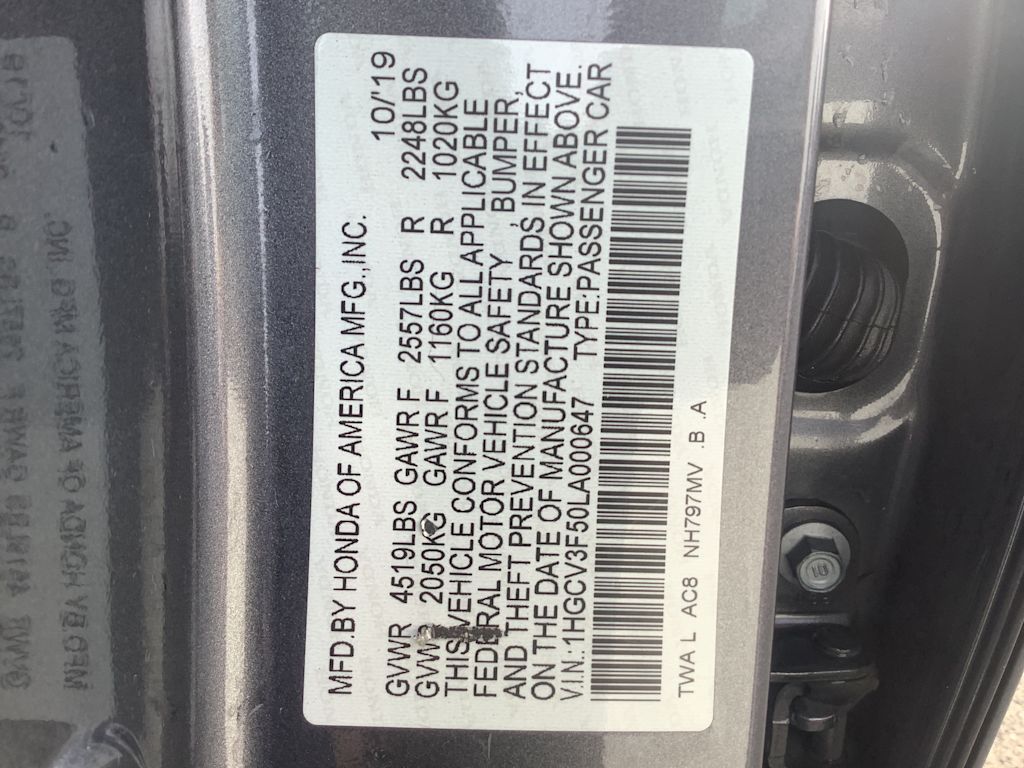 MFD.BY HONDA OF AMERICA MFG.,INC. 10/'19
GVWR 4519LBS GAWR F 2557LBS R 2248LBS
GVWR 2050KG GAWR F 1160KG R 1020KG
THIS VEHICLE CONFORMS TO ALL APPLICABLE
FEDERAL MOTOR VEHICLE SAFETY BUMPER,
AND THEFT PREVENTION STANDARDS, IN EFFECT
ON THE DATE OF MANUFACTURE SHOWN ABOVE.
V.I.N.:1HGCV3F50LA000647 TYPE:PASSENGER CAR
TWA L AC8 NH797MV .B .A